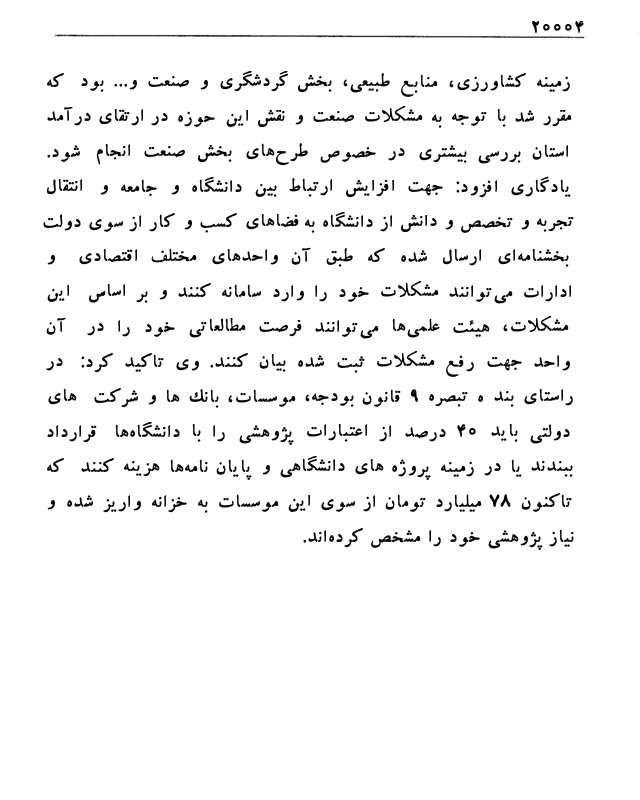 ۲۰۰۰۴
زمینه کشاورزی، منابع طبیعی، بخش گردشگری و صنعت و... بود که
مقرر شد با توجه به مشکلات صنعت و نقش این حوزه در ارتقای درآمد
استان بررسی بیشتری در خصوص طرح‌های بخش صنعت انجام شود.
یادگاری افزود: جهت افزایش ارتباط بین دانشگاه و جامعه و انتقال
تجربه و تخصص و دانش از دانشگاه به فضاهای کسب و کار از سوی دولت
بخشنامه‌ای ارسال شده که طبق آن واحدهای مختلف اقتصادی و
ادارات می‌توانند مشکلات خود را وارد سامانه کنند و بر اساس این
مشکلات، هیئت علمی‌ها می‌توانند فرصت مطالعاتی خود را در آن
واحد جهت رفع مشکلات ثبت شده بیان کنند. وی تاکید کرد: در
راستای بند ه تبصره ۹ قانون بودجه، موسسات، بانک ها و شرکت های
دولتی باید ۴۰ درصد از اعتبارات پژوهشی را با دانشگاه‌ها قرارداد
ببندند یا در زمینه پروژه های دانشگاهی و پایان نامه‌ها هزینه کنند که
تاکنون ۷۸ میلیارد تومان از سوی این موسسات به خزانه واریز شده و
نیاز پژوهشی خود را مشخص کرده‌اند.